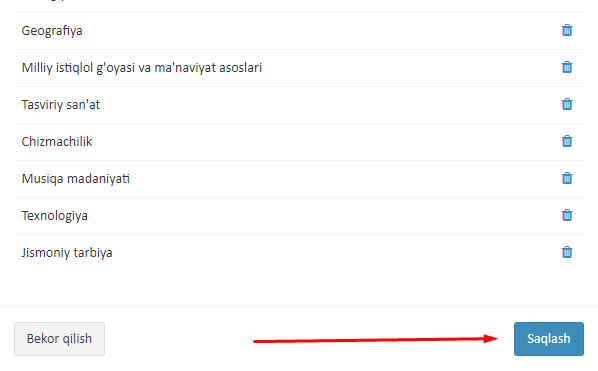 Geografiya
Milliy istiqlol g'oyasi va ma'naviyat asoslari
Tasviriy san'at
Chizmachilik
Musiqa madaniyati
Texnologiya
Jismoniy tarbiya
Bekor qilish
Saqlash